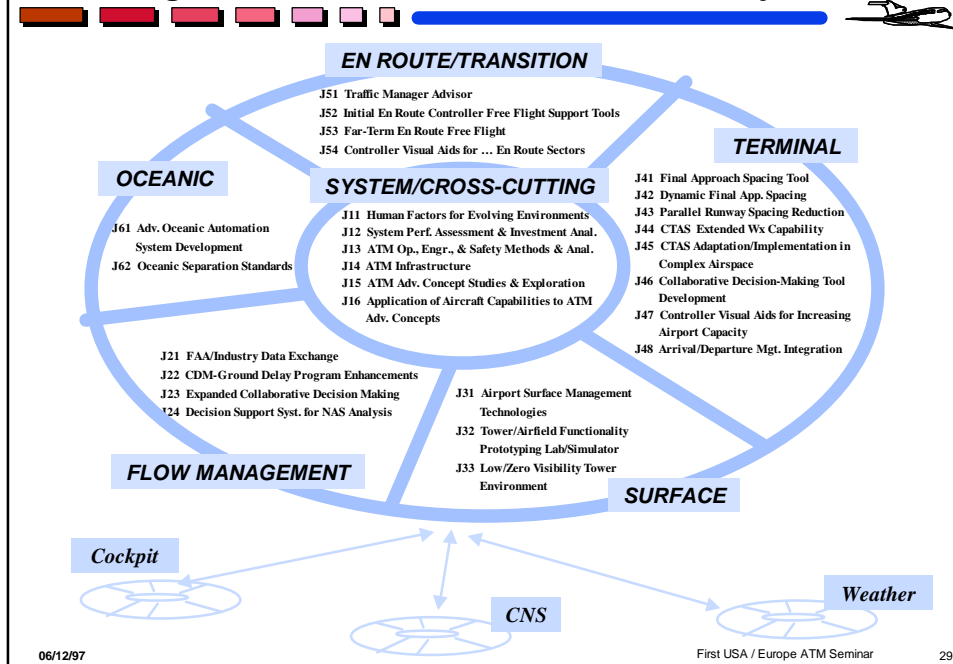 EN ROUTE/TRANSITION
J51 Traffic Manager Advisor
J52 Initial En Route Controller Free Flight Support Tools
J53 Far-Term En Route Free Flight
J54 Controller Visual Aids for … En Route Sectors
TERMINAL
J41 Final Approach Spacing Tool
J42 Dynamic Final App. Spacing
J43 Parallel Runway Spacing Reduction
J44 CTAS Extended Wx Capability
J45 CTAS Adaptation/Implementation in
Complex Airspace
J46 Collaborative Decision-Making Tool
Development
J47 Controller Visual Aids for Increasing
Airport Capacity
J48 Arrival/Departure Mgt. Integration
OCEANIC
J61 Adv. Oceanic Automation
System Development
J62 Oceanic Separation Standards
SYSTEM/CROSS-CUTTING
J11 Human Factors for Evolving Environments
J12 System Perf. Assessment & Investment Anal.
J13 ATM Op., Engr., & Safety Methods & Anal.
J14 ATM Infrastructure
J15 ATM Adv. Concept Studies & Exploration
J16 Application of Aircraft Capabilities to ATM
Adv. Concepts
J21 FAA/Industry Data Exchange
J22 CDM-Ground Delay Program Enhancements
J23 Expanded Collaborative Decision Making
J24 Decision Support Syst. for NAS Analysis
FLOW MANAGEMENT
J31 Airport Surface Management
Technologies
J32 Tower/Airfield Functionality
Prototyping Lab/Simulator
J33 Low/Zero Visibility Tower
Environment
SURFACE
Cockpit
CNS
Weather
06/12/97
First USA / Europe ATM Seminar
29